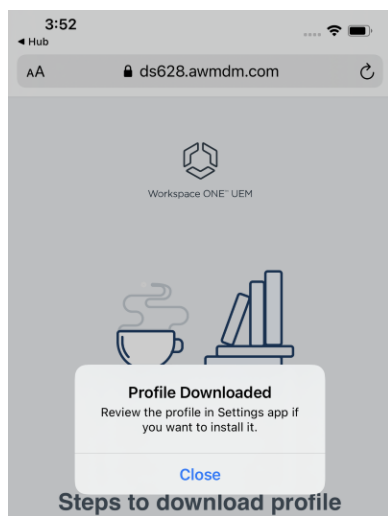 3:52
◀ Hub
AA ds628.awmdm.com
Workspace ONE™ UEM
Profile Downloaded
Review the profile in Settings app if
you want to install it.
Close
Steps to download profile